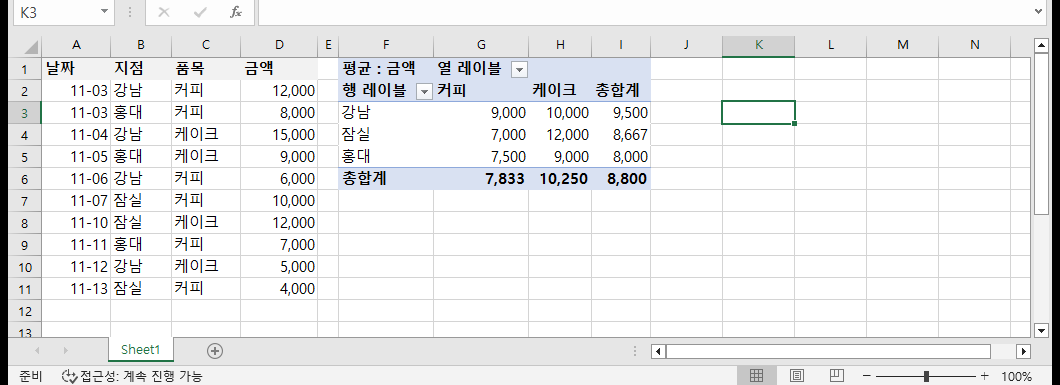 K3 fx
A B C D E F G H I J K L M N
1 날짜 지점 품목 금액 평균 : 금액 열 레이블
2 11-03 강남 커피 12,000 행 레이블 커피 케이크 총합계
3 11-03 홍대 커피 8,000 강남 9,000 10,000 9,500
4 11-04 강남 케이크 15,000 잠실 7,000 12,000 8,667
5 11-05 홍대 케이크 9,000 홍대 7,500 9,000 8,000
6 11-06 강남 커피 6,000 총합계 7,833 10,250 8,800
7 11-07 잠실 커피 10,000
8 11-10 잠실 케이크 12,000
9 11-11 홍대 커피 7,000
10 11-12 강남 케이크 5,000
11 11-13 잠실 커피 4,000
12
13
Sheet1
준비 접근성: 계속 진행 가능 100%